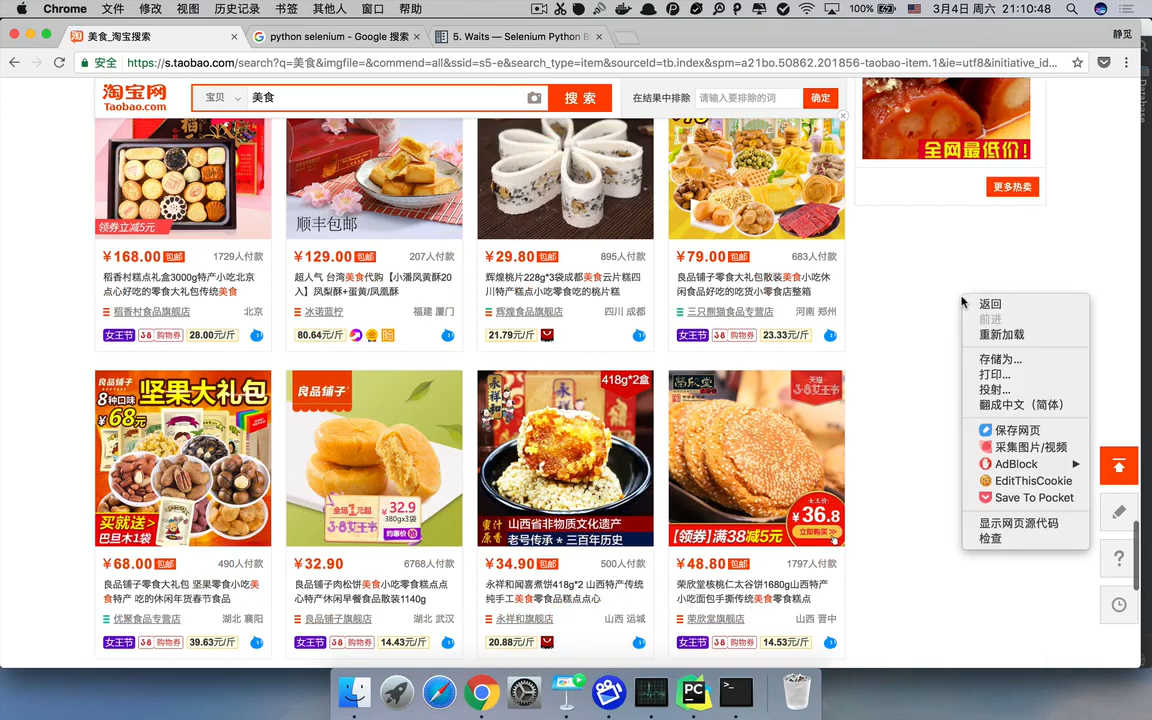 Chrome 文件 修改 视图 历史记录 书签 其他人 窗口 帮助 100% 3月4日 周六 21:10:48
美食_淘宝搜索 python selenium - Google 搜索 5. Waits — Selenium Python B 静觅
安全 https://s.taobao.com/search?q=美食&imgfile=&commend=all&ssid=s5-e&search_type=item&sourceId=tb.index&spm=a21bo.50862.201856-taobao-item.1&ie=utf8&initiative_id...
淘宝网
Taobao.com
宝贝 美食 搜索 在结果中排除 请输入要排除的词 确定
全网最低价!
更多热卖
领券立减5元
顺丰包邮
¥168.00 包邮 1729人付款
稻香村糕点礼盒3000g特产小吃北京
点心好吃的零食大礼包传统美食
稻香村食品旗舰店 北京
女王节 3·8 购物券 28.00元/斤
¥129.00 包邮 207人付款
超人气 台湾美食代购【小潘凤黄酥20
入】凤梨酥+蛋黄/凤凰酥
冰诺蓝柠 福建 厦门
80.64元/斤
¥29.80 包邮 895人付款
辉煌桃片228g*3袋成都美食云片糕四
川特产糕点小吃零食吃的桃片糕
辉煌食品旗舰店 四川 成都
21.79元/斤
¥79.00 包邮 683人付款
良品铺子零食大礼包散装美食小吃休
闲食品好吃的吃货小零食店整箱
三只熊猫食品专营店 河南 郑州
女王节 3·8 购物券 23.33元/斤
返回
前进
重新加载
存储为...
打印...
投射...
翻成中文（简体）
保存网页
采集图片/视频
AdBlock
EditThisCookie
Save To Pocket
显示网页源代码
检查
良品铺子
坚果大礼包
8种口味
¥68元
买就送>
巴旦木1袋
良品铺子
全场1元起
3·8女王节
¥32.9
380gx3袋
永祥和
418g*2盒
蜜汁
原香
山西省非物质文化遗产
老号传承 * 三百年历史
荣欣堂
天猫
3·8女王节
女王价:
¥36.8
立即购买>
[领券]满38减5元
¥68.00 包邮 490人付款
良品铺子零食大礼包 坚果零食小吃美
食特产 吃的休闲年货春节食品
优聚食品专营店 湖北 襄阳
女王节 3·8 购物券 39.63元/斤
¥32.90 6768人付款
良品铺子肉松饼美食小吃零食糕点点
心特产休闲早餐食品散装1140g
良品铺子旗舰店 湖北 武汉
女王节 3·8 购物券 14.43元/斤
¥34.90 包邮 500人付款
永祥和闻喜煮饼418g*2 山西特产传统
纯手工美食零食品糕点点心
永祥和旗舰店 山西 运城
20.88元/斤
¥48.80 包邮 1797人付款
荣欣堂核桃仁太谷饼1680g山西特产
小吃面包手撕传统美食零食糕点
荣欣堂旗舰店 山西 晋中
女王节 3·8 购物券 14.53元/斤